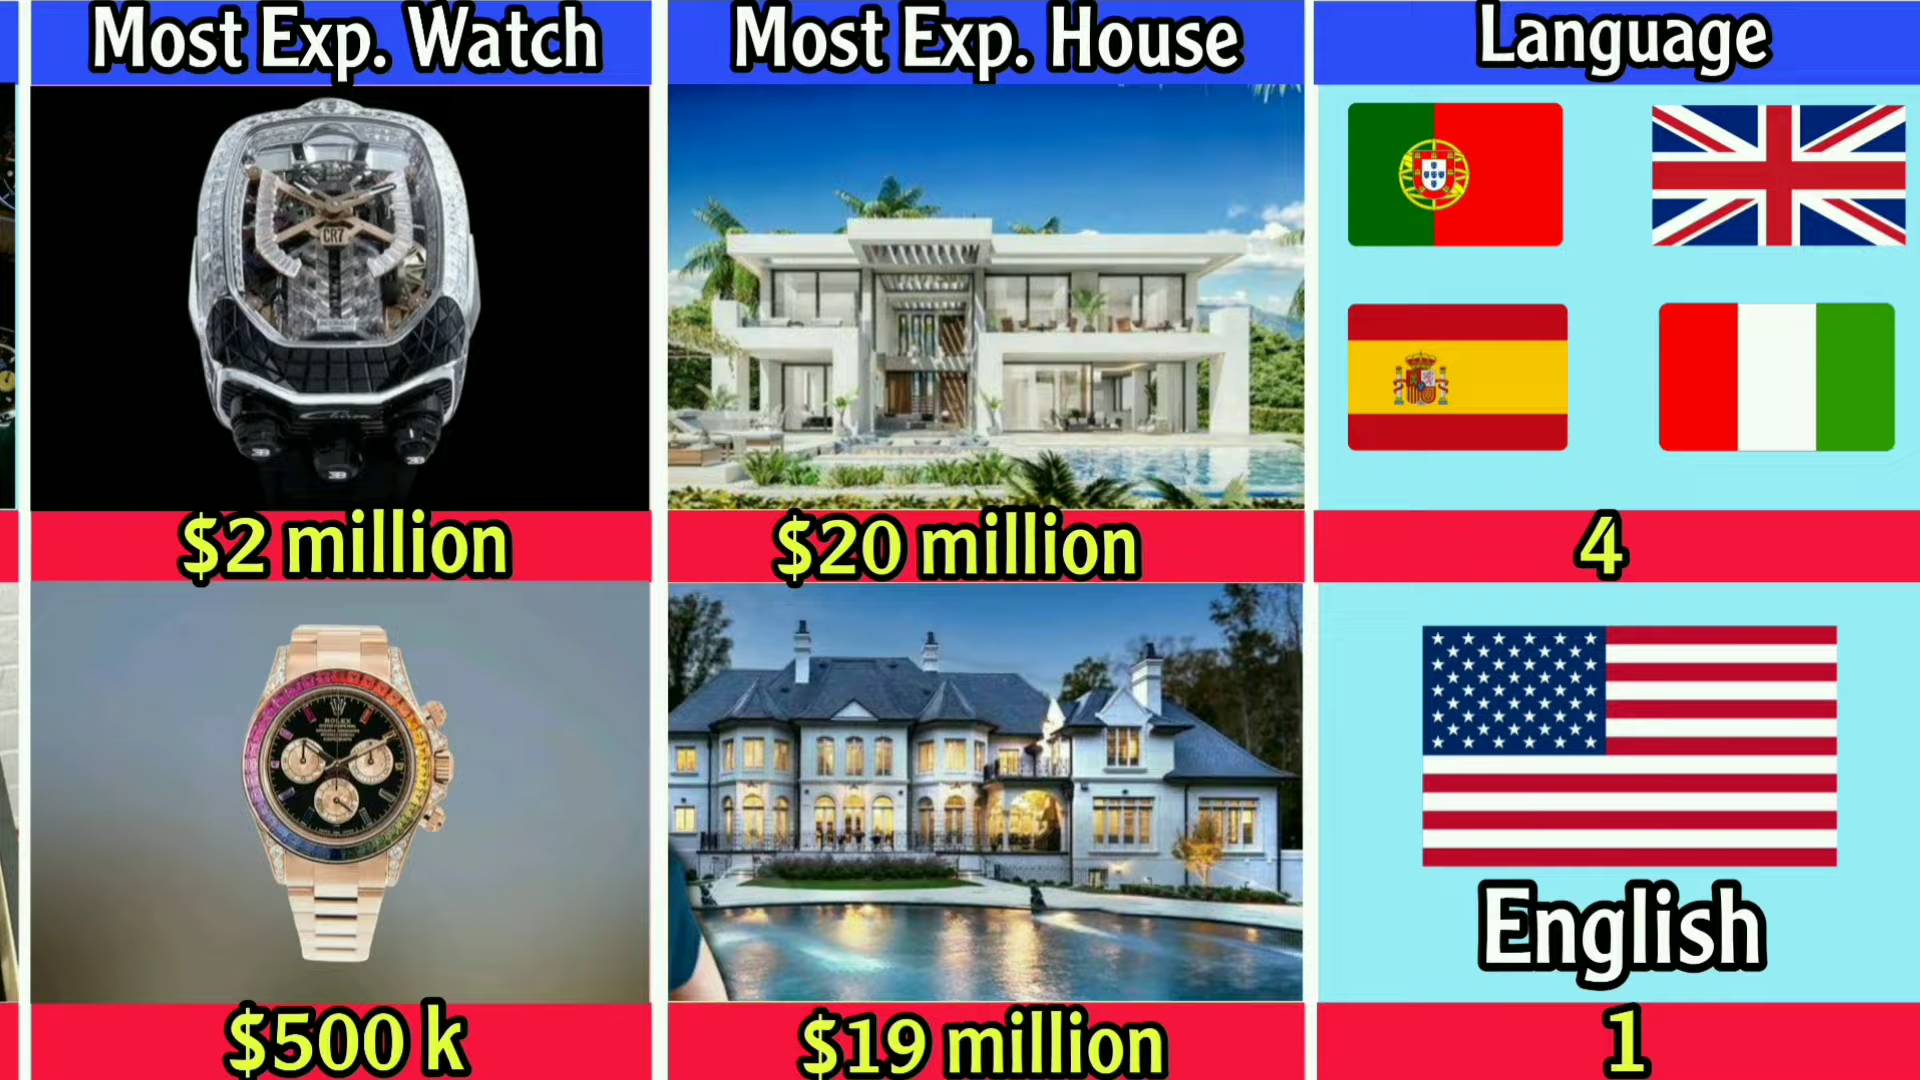 Most Exp. Watch
Most Exp. House
Language
CR7
$2 million
$20 million
4
ROLEX
English
$500 k
$19 million
1